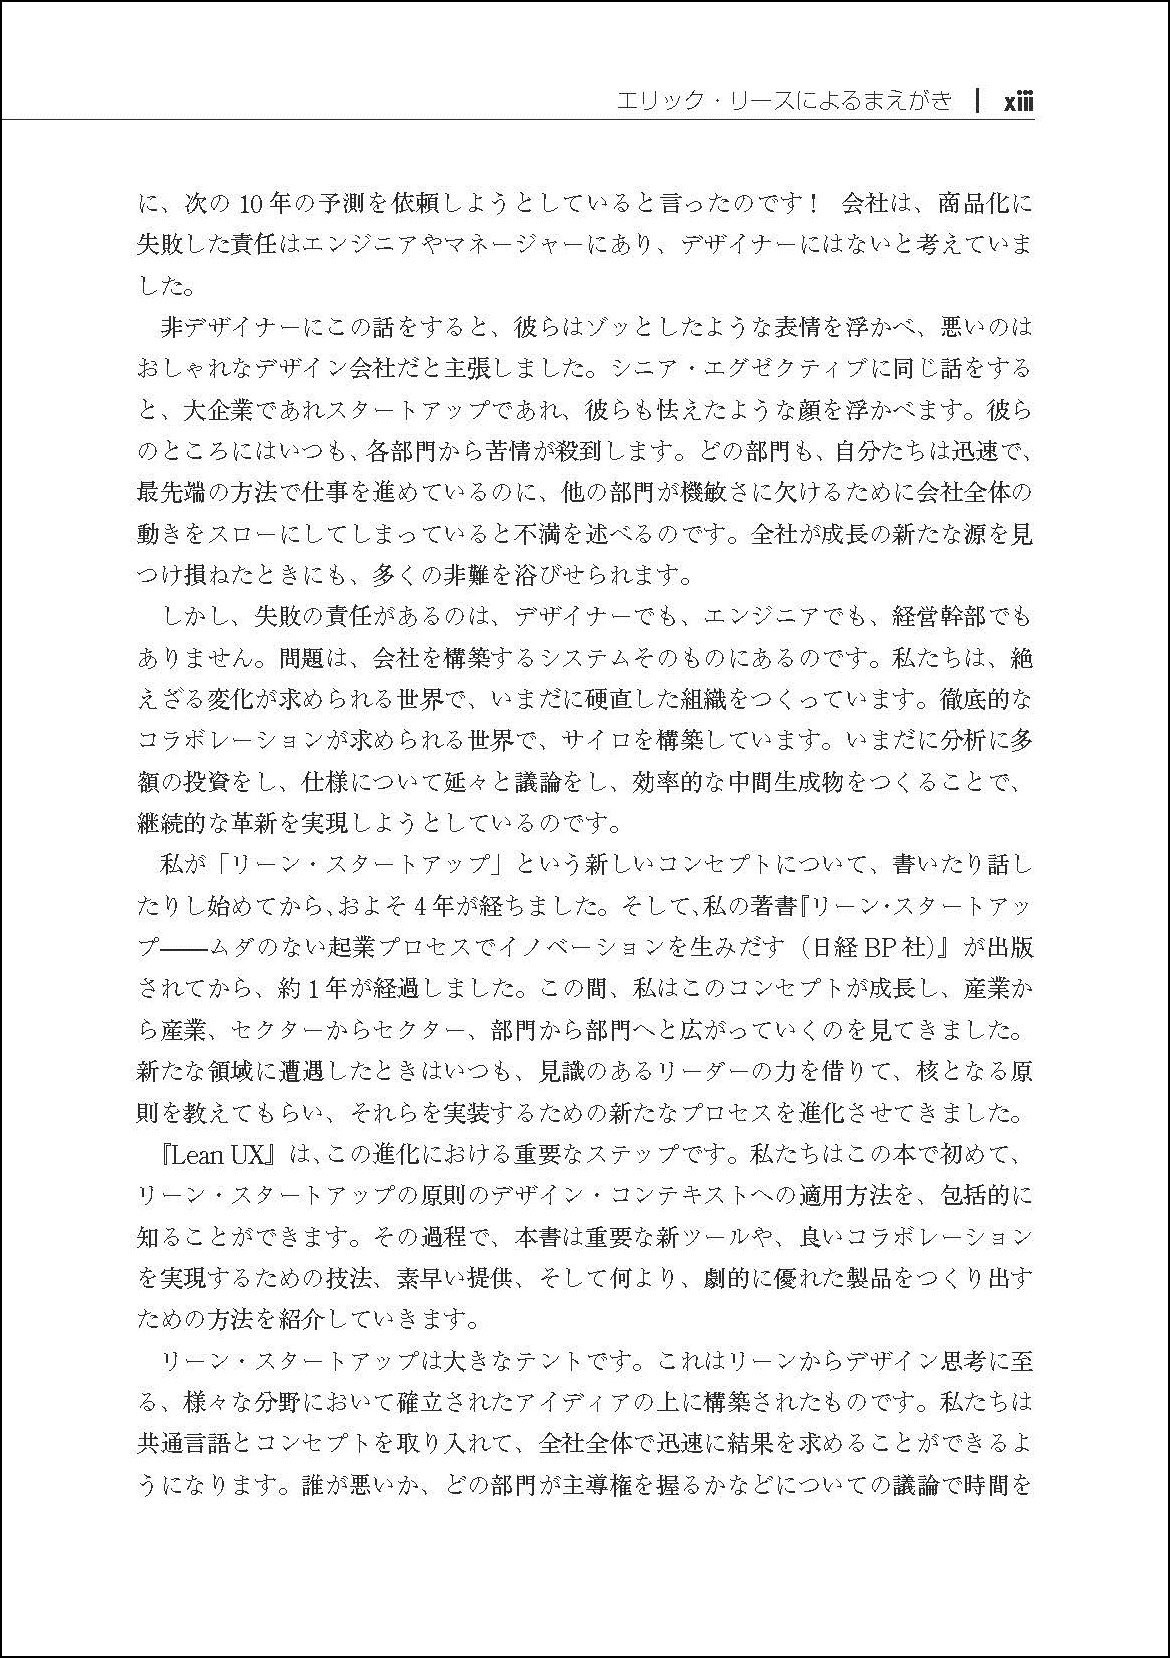 エリック・リースによるまえがき | xiii
に、次の 10 年の予測を依頼しようとしていると言ったのです！　会社は、商品化に
失敗した責任はエンジニアやマネージャーにあり、デザイナーにはないと考えていま
した。
　非デザイナーにこの話をすると、彼らはゾッとしたような表情を浮かべ、悪いのは
おしゃれなデザイン会社だと主張しました。シニア・エグゼクティブに同じ話をする
と、大企業であれスタートアップであれ、彼らも怯えたような顔を浮かべます。彼ら
のところにはいつも、各部門から苦情が殺到します。どの部門も、自分たちは迅速で、
最先端の方法で仕事を進めているのに、他の部門が機敏さに欠けるために会社全体の
動きをスローにしてしまっていると不満を述べるのです。全社が成長の新たな源を見
つけ損ねたときにも、多くの非難を浴びせられます。
　しかし、失敗の責任があるのは、デザイナーでも、エンジニアでも、経営幹部でも
ありません。問題は、会社を構築するシステムそのものにあるのです。私たちは、絶
えざる変化が求められる世界で、いまだに硬直した組織をつくっています。徹底的な
コラボレーションが求められる世界で、サイロを構築しています。いまだに分析に多
額の投資をし、仕様について延々と議論をし、効率的な中間生成物をつくることで、
継続的な革新を実現しようとしているのです。
　私が「リーン・スタートアップ」という新しいコンセプトについて、書いたり話し
たりし始めてから、およそ 4 年が経ちました。そして、私の著書『リーン・スタートアッ
プ――ムダのない起業プロセスでイノベーションを生みだす（日経 BP 社）』が出版
されてから、約 1 年が経過しました。この間、私はこのコンセプトが成長し、産業か
ら産業、セクターからセクター、部門から部門へと広がっていくのを見てきました。
新たな領域に遭遇したときはいつも、見識のあるリーダーの力を借りて、核となる原
則を教えてもらい、それらを実装するための新たなプロセスを進化させてきました。
　『Lean UX』は、この進化における重要なステップです。私たちはこの本で初めて、
リーン・スタートアップの原則のデザイン・コンテキストへの適用方法を、包括的に
知ることができます。その過程で、本書は重要な新ツールや、良いコラボレーション
を実現するための技法、素早い提供、そして何より、劇的に優れた製品をつくり出す
ための方法を紹介していきます。
　リーン・スタートアップは大きなテントです。これはリーンからデザイン思考に至
る、様々な分野において確立されたアイディアの上に構築されたものです。私たちは
共通言語とコンセプトを取り入れて、全社全体で迅速に結果を求めることができるよ
うになります。誰が悪いか、どの部門が主導権を握るかなどについての議論で時間を